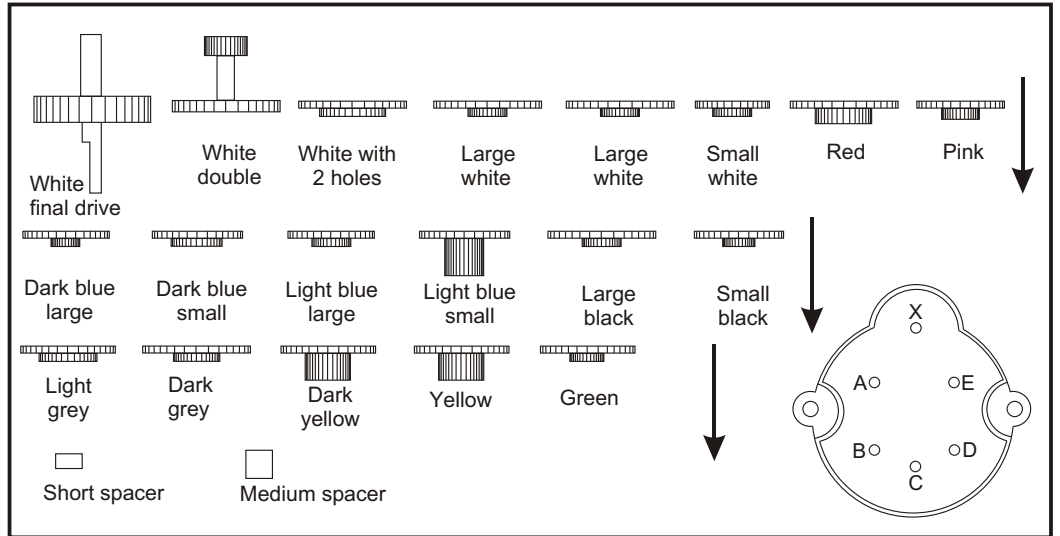 White
final drive
White
double
White with
2 holes
Large
white
Large
white
Small
white
Red
Pink
Dark blue
large
Dark blue
small
Light blue
large
Light blue
small
Large
black
Small
black
Light
grey
Dark
grey
Dark
yellow
Yellow
Green
Short spacer
Medium spacer
X
A
E
B
D
C